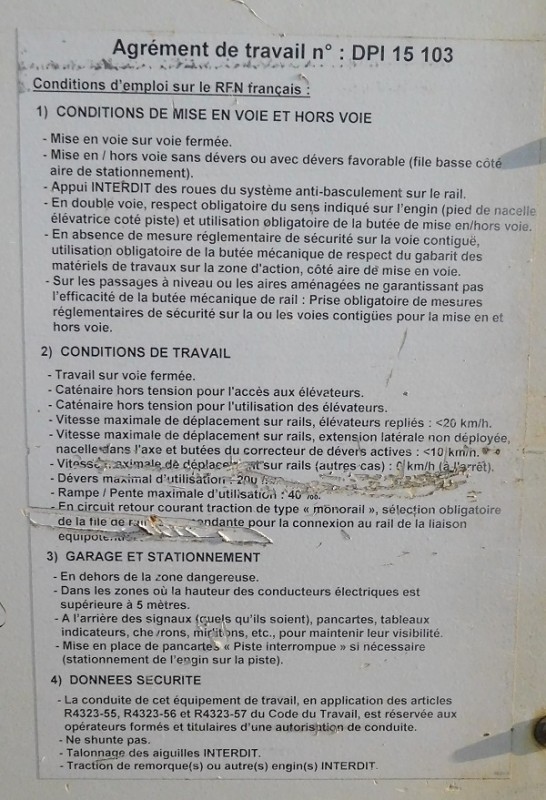 Agrément de travail n° : DPI 15 103
Conditions d'emploi sur le RFN français :
1) CONDITIONS DE MISE EN VOIE ET HORS VOIE
- Mise en voie sur voie fermée.
- Mise en / hors voie sans dévers ou avec dévers favorable (file basse côté
aire de stationnement).
- Appui INTERDIT des roues du système anti-basculement sur le rail.
- En double voie, respect obligatoire du sens indiqué sur l'engin (pied de nacelle
élévatrice coté piste) et utilisation obligatoire de la butée de mise en/hors voie.
- En absence de mesure réglementaire de sécurité sur la voie contiguë,
utilisation obligatoire de la butée mécanique de respect du gabarit des
matériels de travaux sur la zone d'action, côté aire de mise en voie.
- Sur les passages à niveau ou les aires aménagées ne garantissant pas
l'efficacité de la butée mécanique de rail : Prise obligatoire de mesures
réglementaires de sécurité sur la ou les voies contigües pour la mise en et
hors voie.
2) CONDITIONS DE TRAVAIL
- Travail sur voie fermée.
- Caténaire hors tension pour l'accès aux élévateurs.
- Caténaire hors tension pour l'utilisation des élévateurs.
- Vitesse maximale de déplacement sur rails, élévateurs repliés : <20 km/h.
- Vitesse maximale de déplacement sur rails, extension latérale non déployée,
nacelle dans l'axe et butées du correcteur de dévers actives : <10 km/h.
- Vitesse maximale de déplacement sur rails (autres cas) : 0 km/h (à l'arrêt).
- Dévers maximal d'utilisation : 200
- Rampe / Pente maximale d'utilisation : 40 ‰.
- En circuit retour courant traction de type « monorail », sélection obligatoire
de la file de pour la connexion au rail de la liaison
3) GARAGE ET STATIONNEMENT
- En dehors de la zone dangereuse.
- Dans les zones où la hauteur des conducteurs électriques est
supérieure à 5 mètres.
- A l'arrière des signaux (quels qu'ils soient), pancartes, tableaux
indicateurs, chevrons, mirlitons, etc., pour maintenir leur visibilité.
- Mise en place de pancartes « Piste interrompue » si nécessaire
(stationnement de l'engin sur la piste).
4) DONNEES SECURITE
- La conduite de cet équipement de travail, en application des articles
R4323-55, R4323-56 et R4323-57 du Code du Travail, est réservée aux
opérateurs formés et titulaires d'une autorisation de conduite.
- Ne shunte pas.
- Talonnage des aiguilles INTERDIT.
- Traction de remorque(s) ou autre(s) engin(s) INTERDIT.